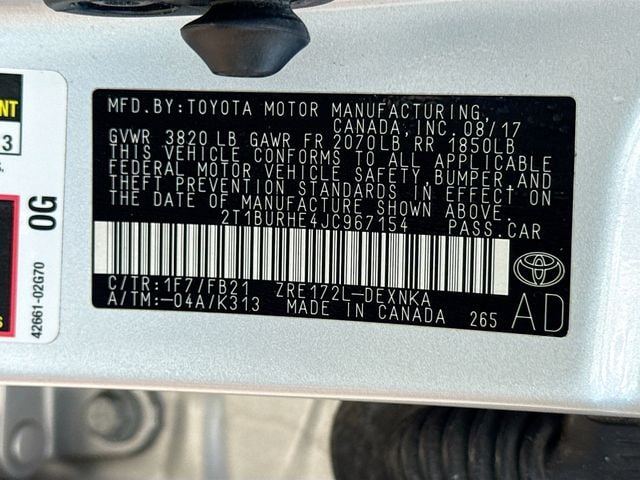 MFD.BY:TOYOTA MOTOR MANUFACTURING,
CANADA, INC. 08/17
GVWR 3820 LB GAWR FR 2070LB RR 1850LB
THIS VEHICLE CONFORMS TO ALL APPLICABLE
FEDERAL MOTOR VEHICLE SAFETY, BUMPER, AND
THEFT PREVENTION STANDARDS IN EFFECT ON
THE DATE OF MANUFACTURE SHOWN ABOVE.
2T1BURHE4JC967154 PASS.CAR
C/TR:1F7/FB21 ZRE172L-DEXNKA
A/TM:-04A/K313 MADE IN CANADA 265 AD
NT
3
0G
42661-02G70